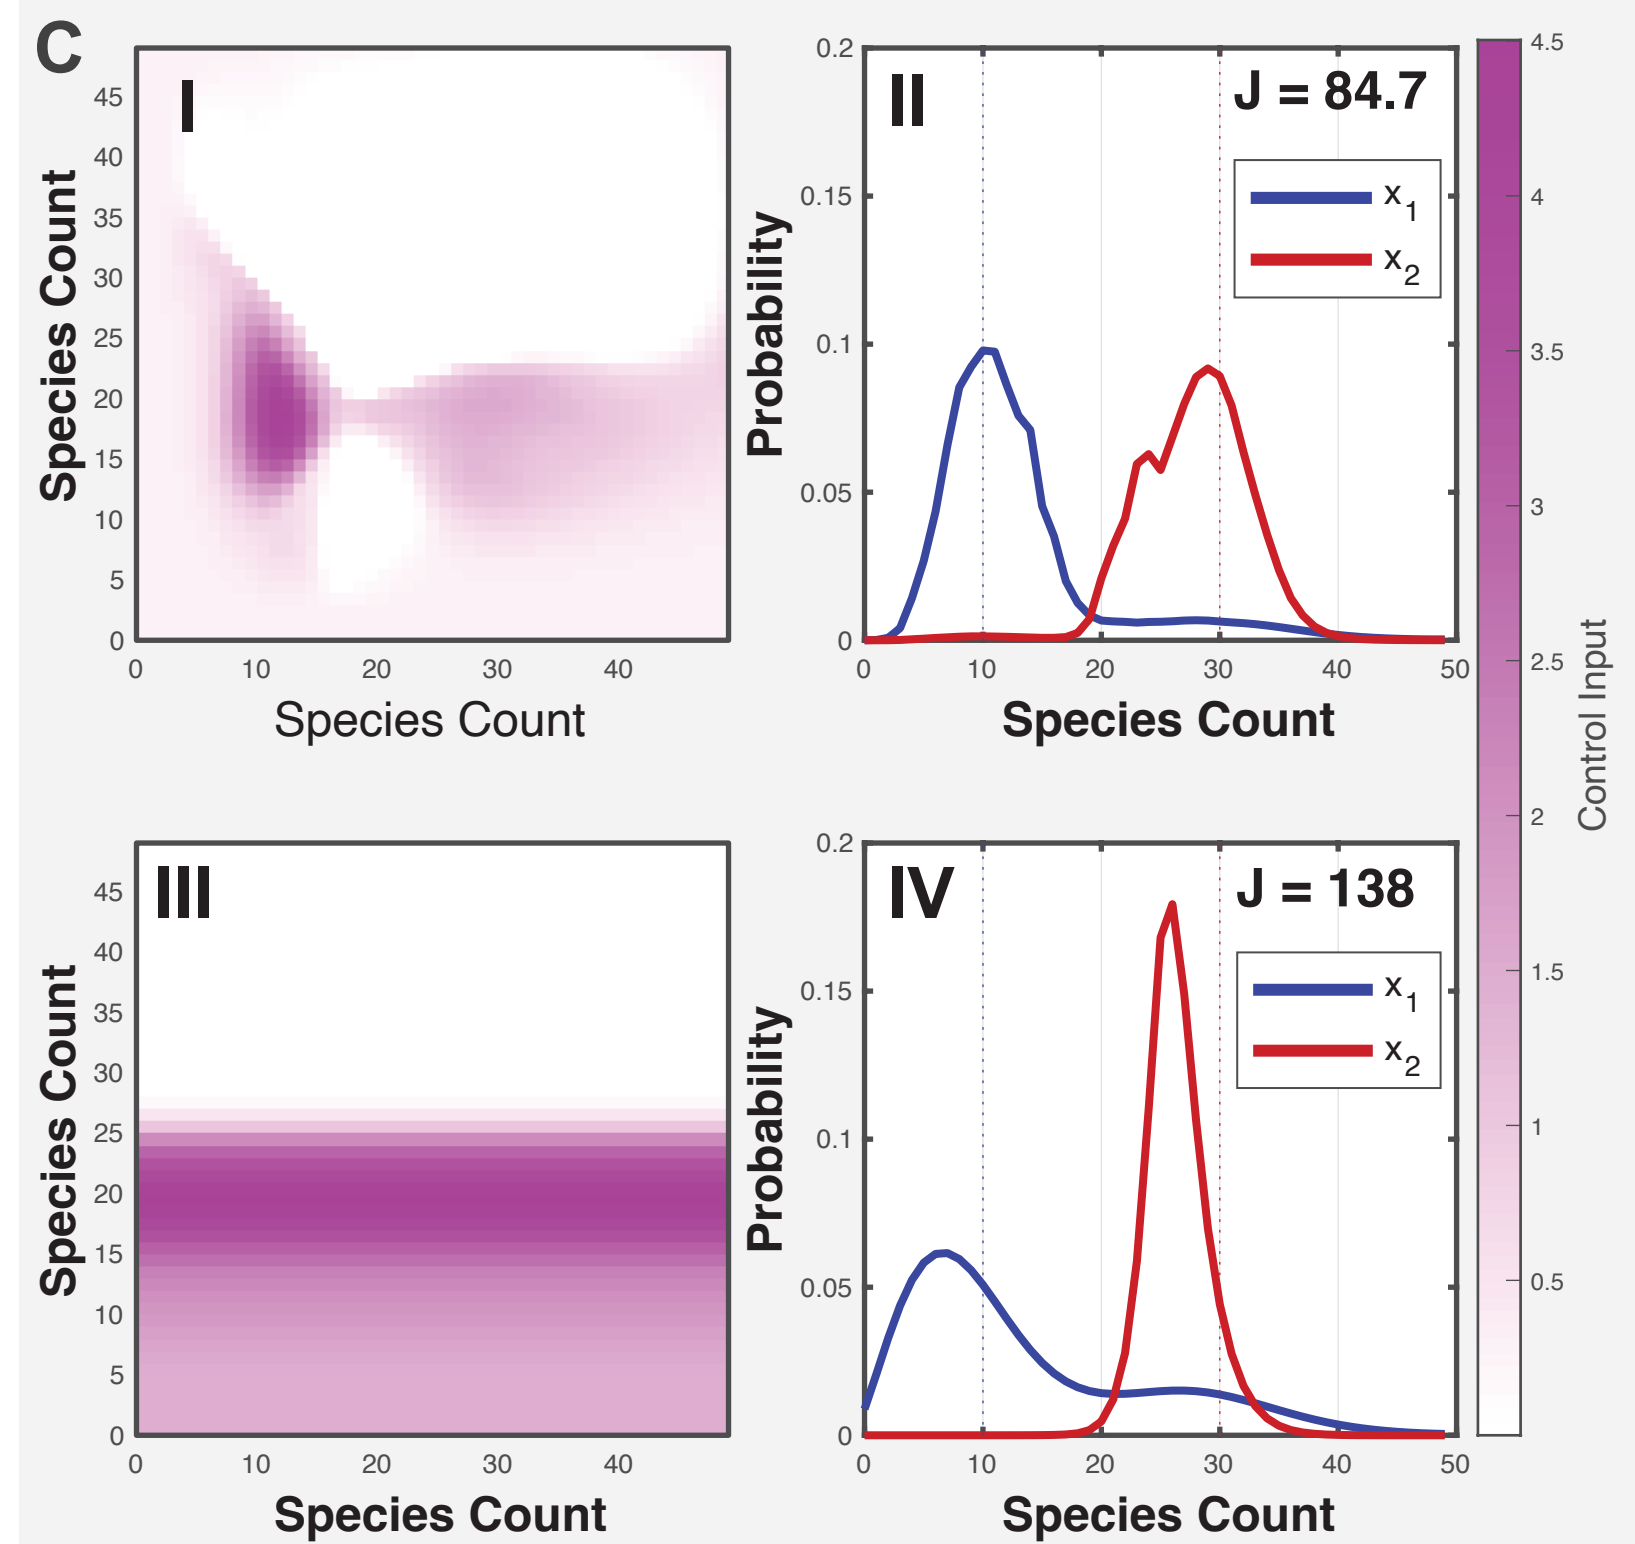 C
I
45
40
35
30
25
20
15
10
5
0
Species Count
0 10 20 30 40
Species Count
II
J = 84.7
x1
x2
0.2
0.15
0.1
0.05
0
Probability
0 10 20 30 40 50
Species Count
III
45
40
35
30
25
20
15
10
5
0
Species Count
0 10 20 30 40
Species Count
IV
J = 138
x1
x2
0.2
0.15
0.1
0.05
0
Probability
0 10 20 30 40 50
Species Count
4.5
4
3.5
3
2.5
2
1.5
1
0.5
Control Input